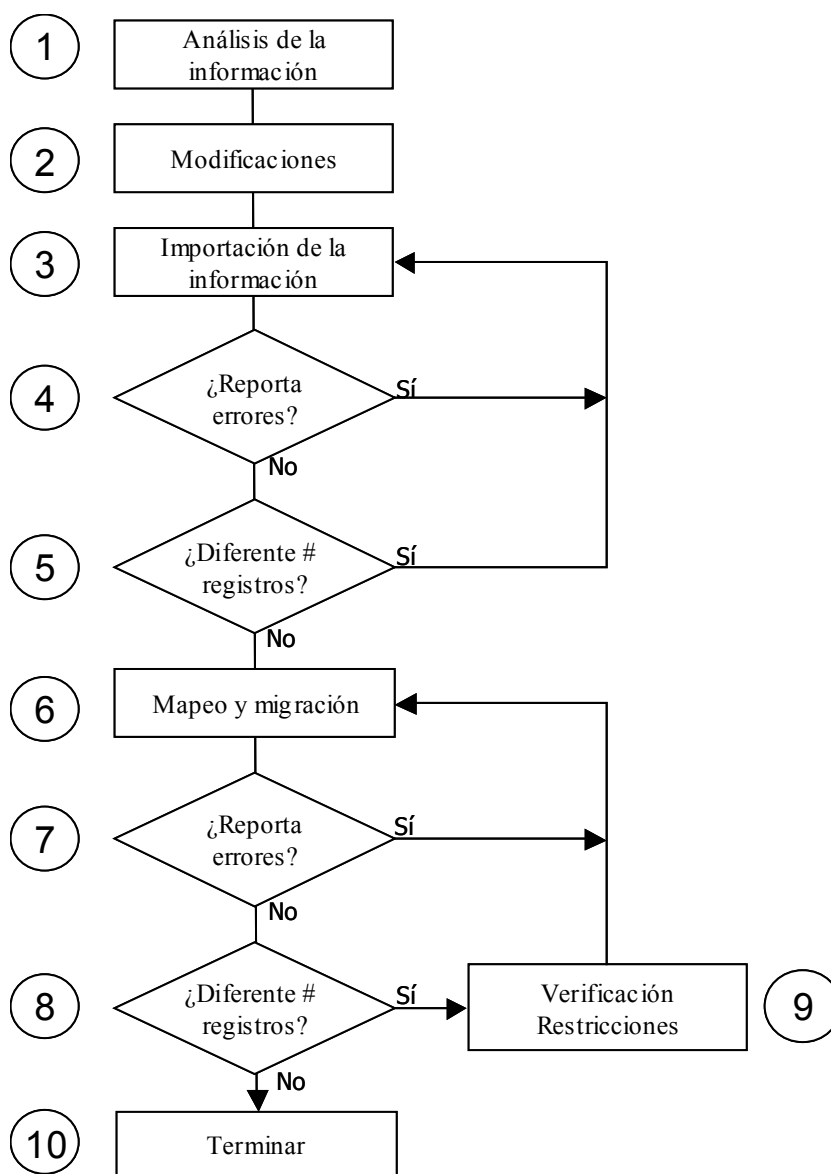 1
Análisis de la
información
2
Modificaciones
3
Importación de la
información
4
¿Reporta
errores?
Sí
No
5
¿Diferente #
registros?
Sí
No
6
Mapeo y migración
7
¿Reporta
errores?
Sí
No
8
¿Diferente #
registros?
Sí
No
Verificación
Restricciones
9
10
Terminar